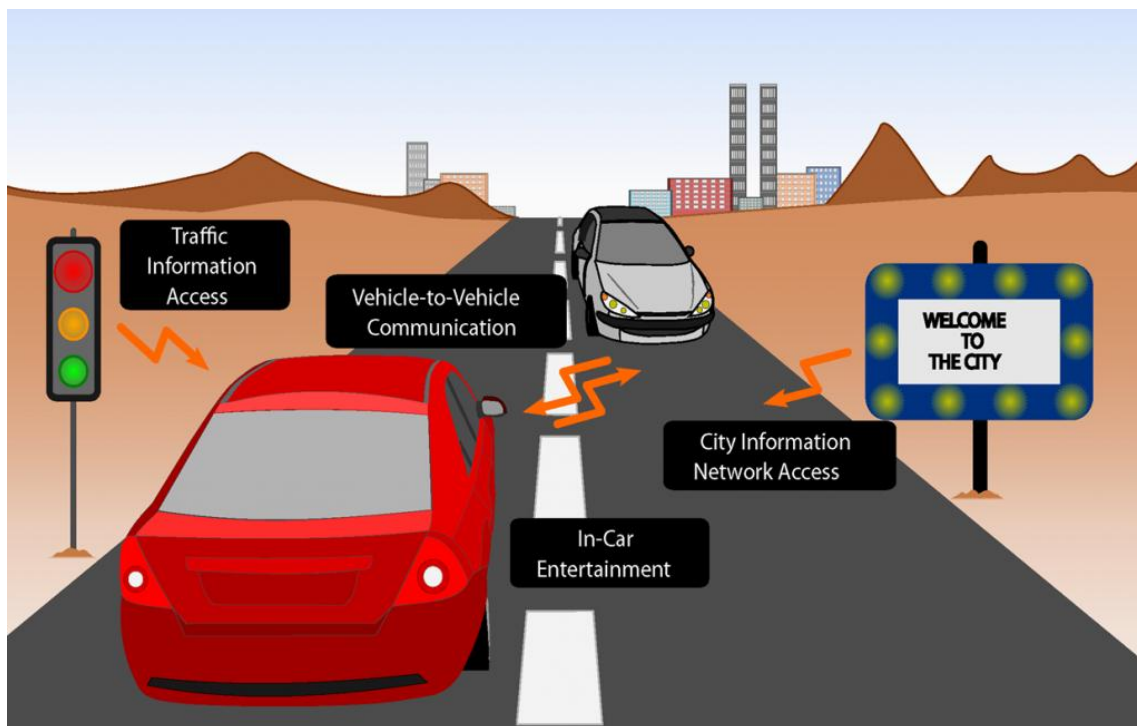 Traffic
Information
Access
Vehicle-to-Vehicle
Communication
WELCOME
TO
THE CITY
City Information
Network Access
In-Car
Entertainment